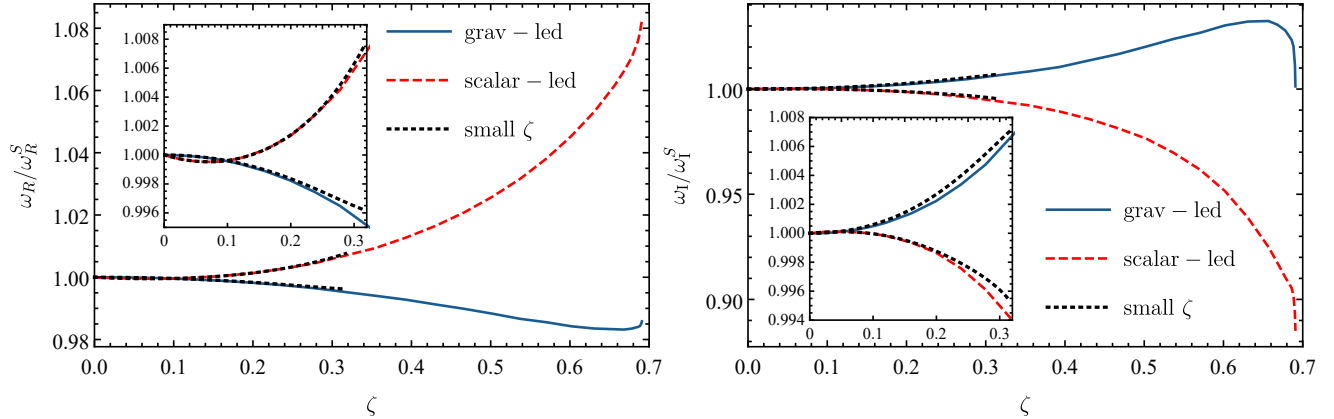 ω_R/ω_R^S
1.08
1.06
1.04
1.02
1.00
0.98
0.0 0.1 0.2 0.3 0.4 0.5 0.6 0.7
ζ
1.008
1.006
1.004
1.002
1.000
0.998
0.996
0 0.1 0.2 0.3
grav – led
scalar – led
small ζ
ω_I/ω_I^S
1.00
0.95
0.90
0.0 0.1 0.2 0.3 0.4 0.5 0.6 0.7
ζ
1.008
1.006
1.004
1.002
1.000
0.998
0.996
0.994
0 0.1 0.2 0.3
grav – led
scalar – led
small ζ